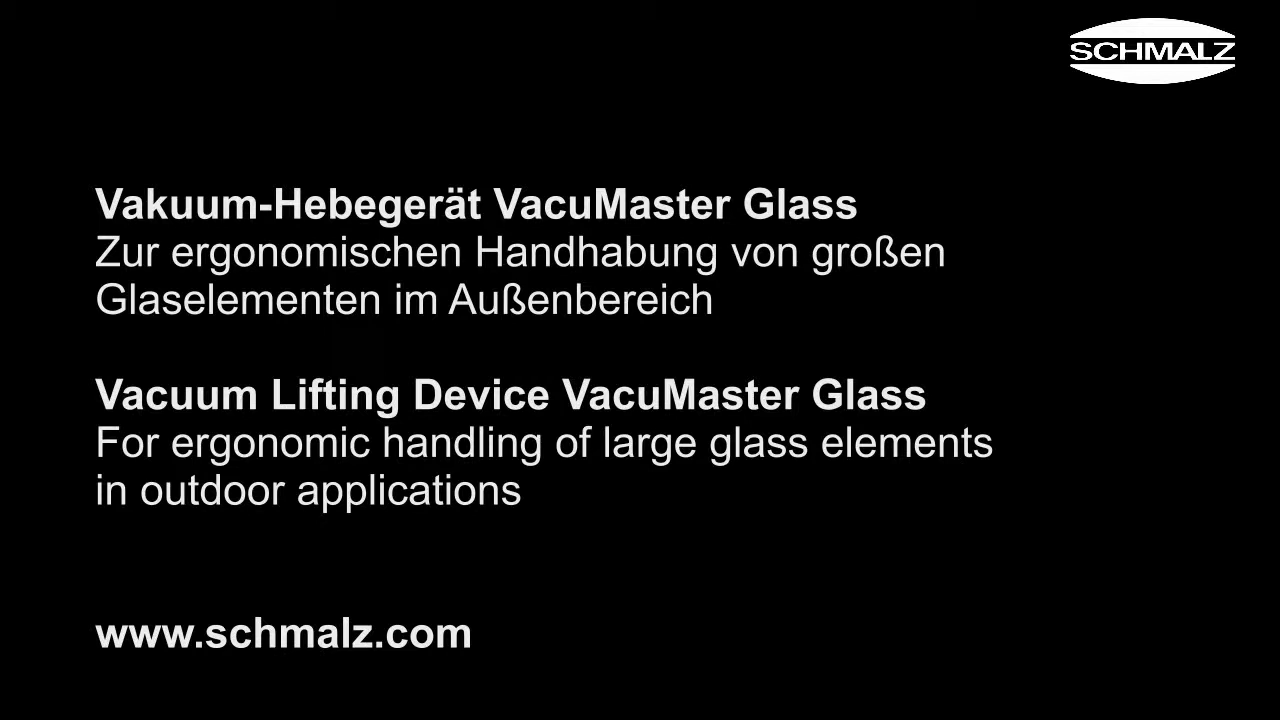 SCHMALZ
Vakuum-Hebegerät VacuMaster Glass
Zur ergonomischen Handhabung von großen
Glaselementen im Außenbereich
Vacuum Lifting Device VacuMaster Glass
For ergonomic handling of large glass elements
in outdoor applications
www.schmalz.com